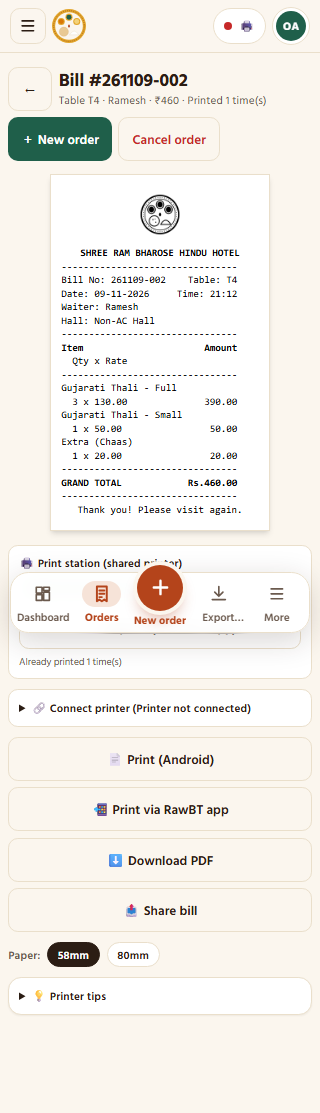 OA
← Bill #261109-002
Table T4 · Ramesh · ₹460 · Printed 1 time(s)
+ New order
Cancel order
SHREE RAM BHAROSE HINDU HOTEL
--------------------------------
Bill No: 261109-002 Table: T4
Date: 09-11-2026 Time: 21:12
Waiter: Ramesh
Hall: Non-AC Hall
--------------------------------
Item Amount
Qty x Rate
--------------------------------
Gujarati Thali - Full
3 x 130.00 390.00
Gujarati Thali - Small
1 x 50.00 50.00
Extra (Chaas)
1 x 20.00 20.00
--------------------------------
GRAND TOTAL Rs.460.00
--------------------------------
Thank you! Please visit again.
Print station (shared printer)
Dashboard
Orders
New order
Export...
More
Already printed 1 time(s)
Connect printer (Printer not connected)
Print (Android)
Print via RawBT app
Download PDF
Share bill
Paper: 58mm 80mm
Printer tips